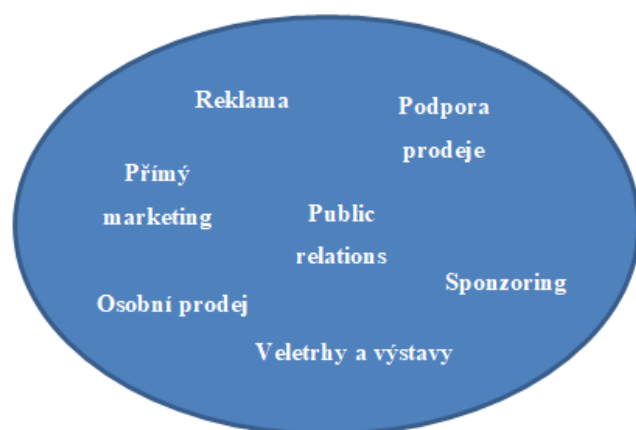 Reklama
Podpora
prodeje
Přímý
marketing
Public
relations
Sponzoring
Osobní prodej
Veletrhy a výstavy